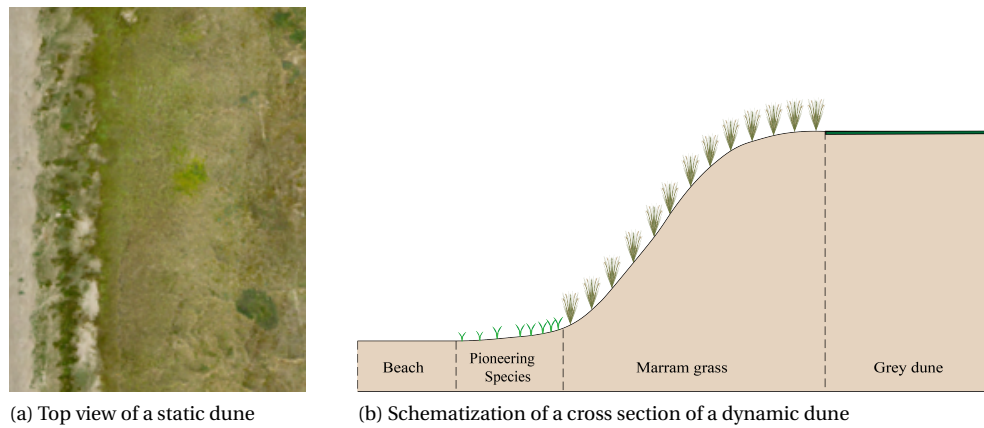 Beach
Pioneering
Species
Marram grass
Grey dune
(a) Top view of a static dune
(b) Schematization of a cross section of a dynamic dune